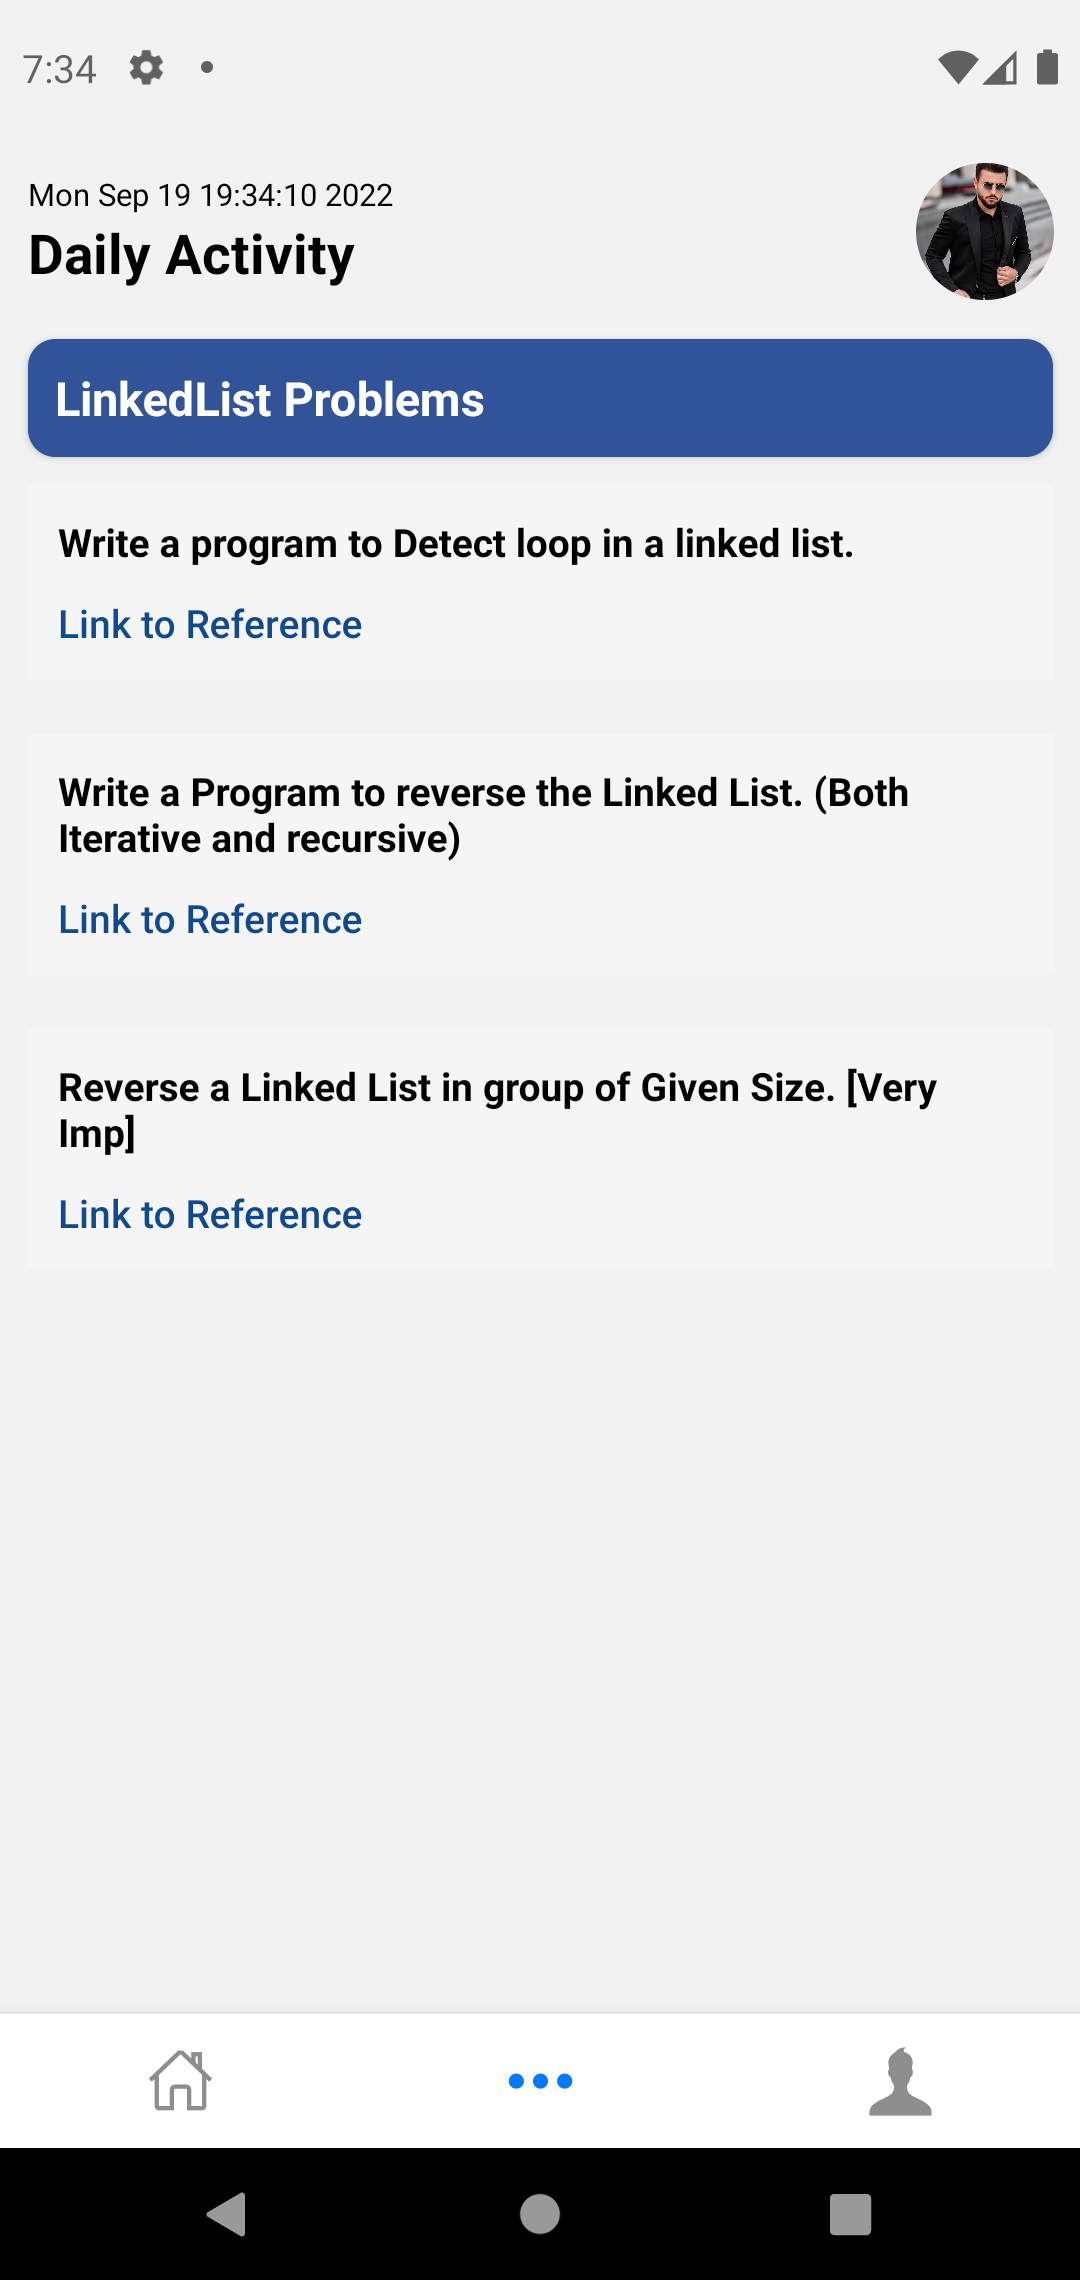 7:34
Mon Sep 19 19:34:10 2022
Daily Activity
LinkedList Problems
Write a program to Detect loop in a linked list.
Link to Reference
Write a Program to reverse the Linked List. (Both
Iterative and recursive)
Link to Reference
Reverse a Linked List in group of Given Size. [Very
Imp]
Link to Reference